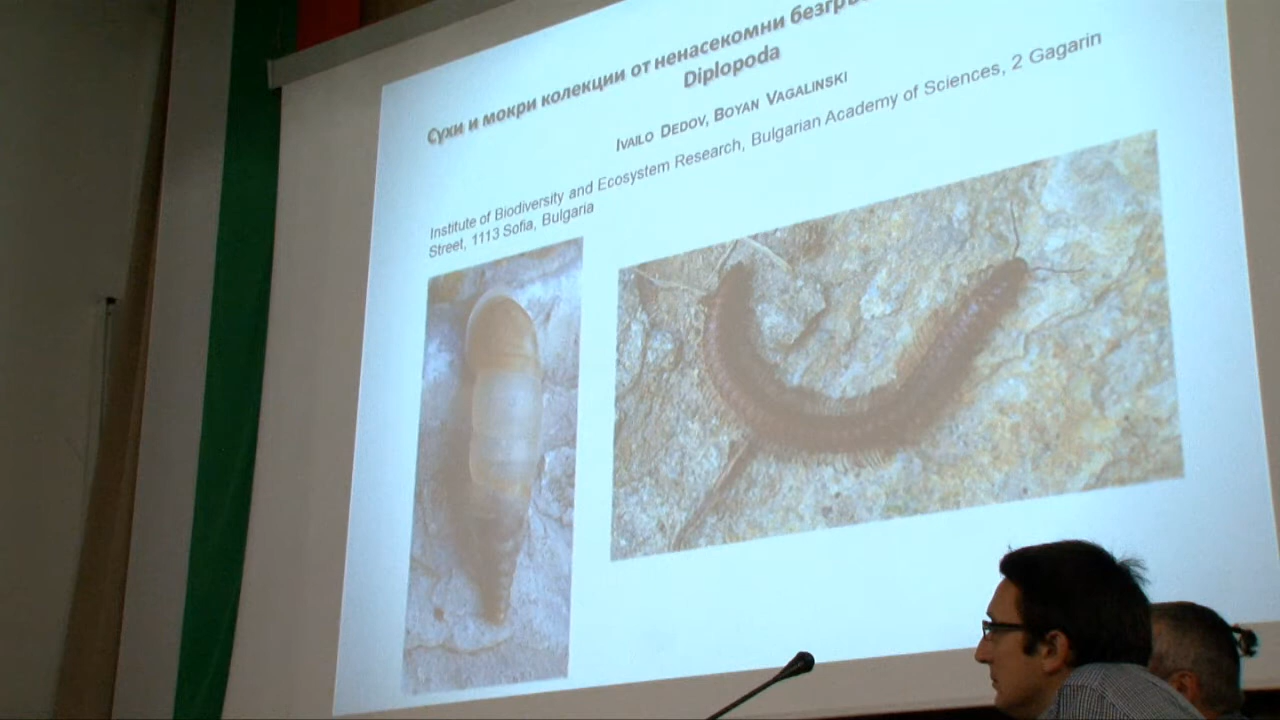 Сухи и мокри колекции от ненасекомни
Diplopoda
IVAILO DEDOV, BOYAN VAGALINSKI
Institute of Biodiversity and Ecosystem Research, Bulgarian Academy of Sciences, 2 Gagarin
Street, 1113 Sofia, Bulgaria